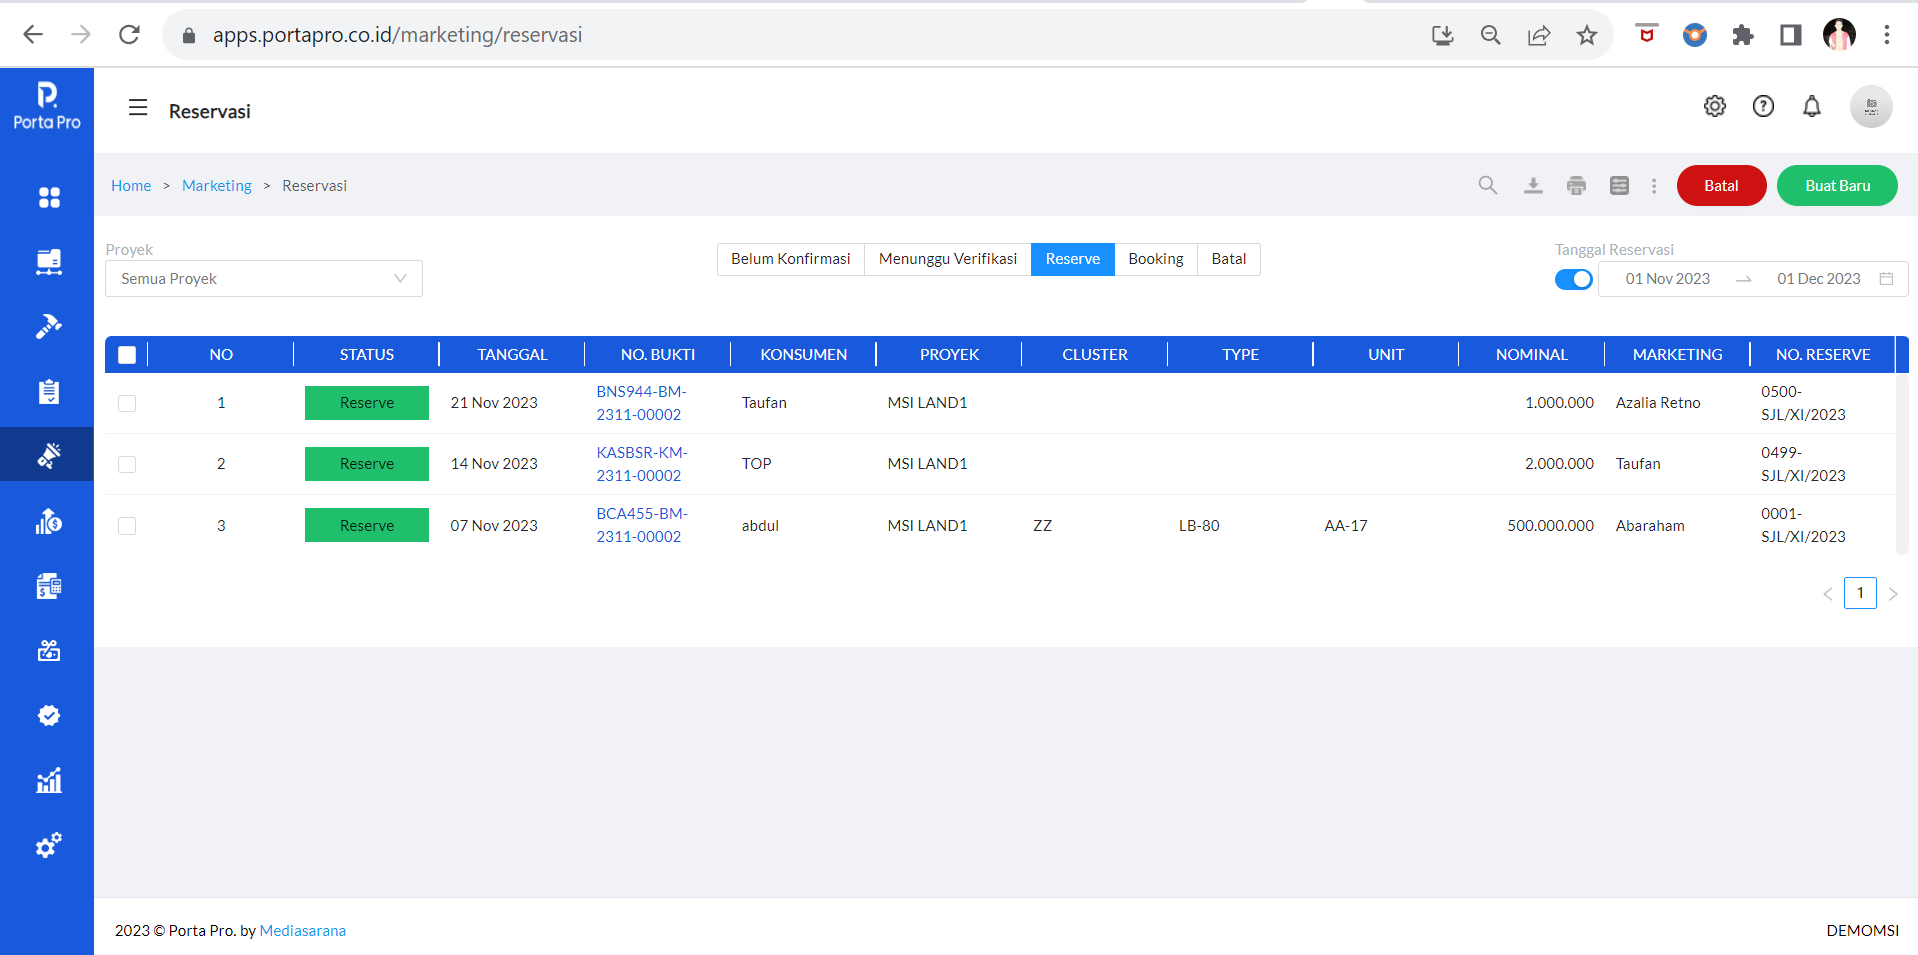 apps.portapro.co.id/marketing/reservasi
Porta Pro
Reservasi
Home > Marketing > Reservasi
Batal
Buat Baru
Proyek
Semua Proyek
Belum Konfirmasi
Menunggu Verifikasi
Reserve
Booking
Batal
Tanggal Reservasi
01 Nov 2023
01 Dec 2023
NO STATUS TANGGAL NO. BUKTI KONSUMEN PROYEK CLUSTER TYPE UNIT NOMINAL MARKETING NO. RESERVE
1 Reserve 21 Nov 2023 BNS944-BM-2311-00002 Taufan MSI LAND1 1.000.000 Azalia Retno 0500-SJL/XI/2023
2 Reserve 14 Nov 2023 KASBSR-KM-2311-00002 TOP MSI LAND1 2.000.000 Taufan 0499-SJL/XI/2023
3 Reserve 07 Nov 2023 BCA455-BM-2311-00002 abdul MSI LAND1 ZZ LB-80 AA-17 500.000.000 Abaraham 0001-SJL/XI/2023
< 1 >
2023 © Porta Pro. by Mediasarana
DEMOMSI